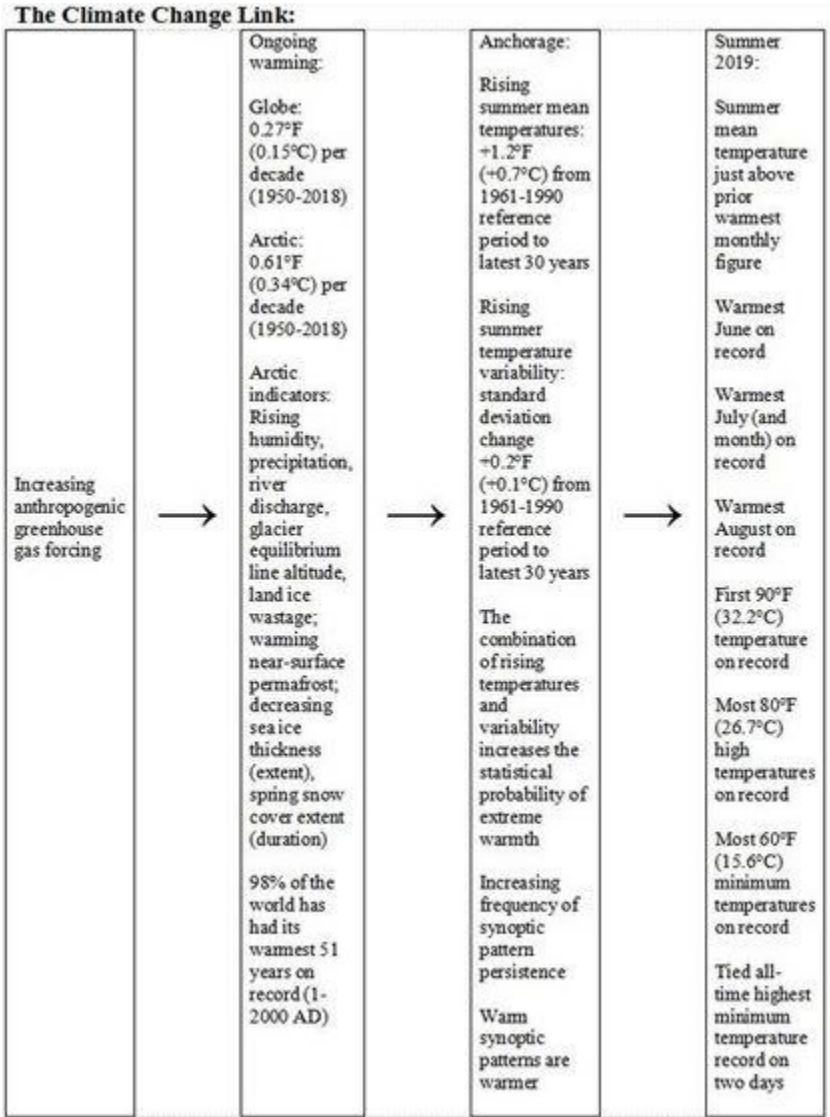 The Climate Change Link:
Increasing
anthropogenic
greenhouse
gas forcing
→
Ongoing
warming:
Globe:
0.27°F
(0.15°C) per
decade
(1950-2018)
Arctic:
0.61°F
(0.34°C) per
decade
(1950-2018)
Arctic
indicators:
Rising
humidity,
precipitation,
river
discharge,
glacier
equilibrium
line altitude,
land ice
wastage;
warming
near-surface
permafrost;
decreasing
sea ice
thickness
(extent),
spring snow
cover extent
(duration)
98% of the
world has
had its
warmest 51
years on
record (1-
2000 AD)
→
Anchorage:
Rising
summer mean
temperatures:
+1.2°F
(+0.7°C) from
1961-1990
reference
period to
latest 30 years
Rising
summer
temperature
variability:
standard
deviation
change
+0.2°F
(+0.1°C) from
1961-1990
reference
period to
latest 30 years
The
combination
of rising
temperatures
and
variability
increases the
statistical
probability of
extreme
warmth
Increasing
frequency of
synoptic
pattern
persistence
Warm
synoptic
patterns are
warmer
→
Summer
2019:
Summer
mean
temperature
just above
prior
warmest
monthly
figure
Warmest
June on
record
Warmest
July (and
month) on
record
Warmest
August on
record
First 90°F
(32.2°C)
temperature
on record
Most 80°F
(26.7°C)
high
temperatures
on record
Most 60°F
(15.6°C)
minimum
temperatures
on record
Tied all-
time highest
minimum
temperature
record on
two days